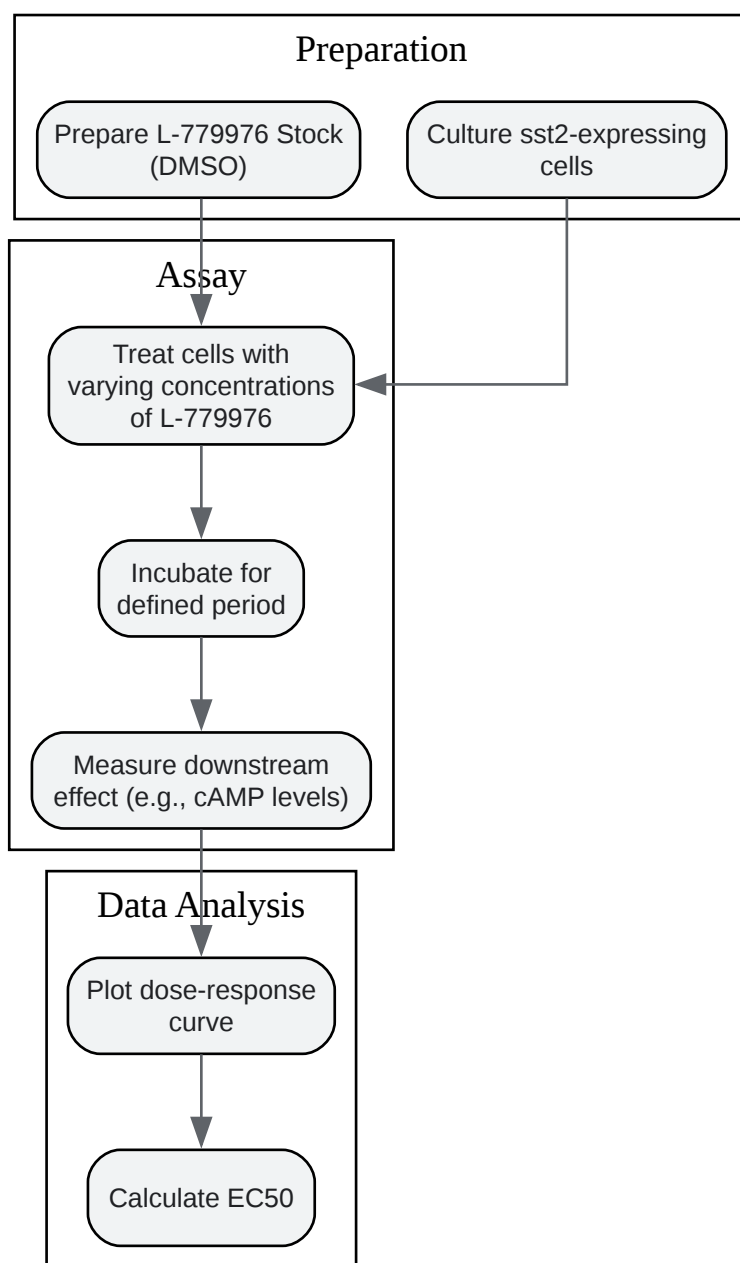 Preparation
Prepare L-779976 Stock
(DMSO)
Culture sst2-expressing
cells
Assay
Treat cells with
varying concentrations
of L-779976
Incubate for
defined period
Measure downstream
effect (e.g., cAMP levels)
Data Analysis
Plot dose-response
curve
Calculate EC50